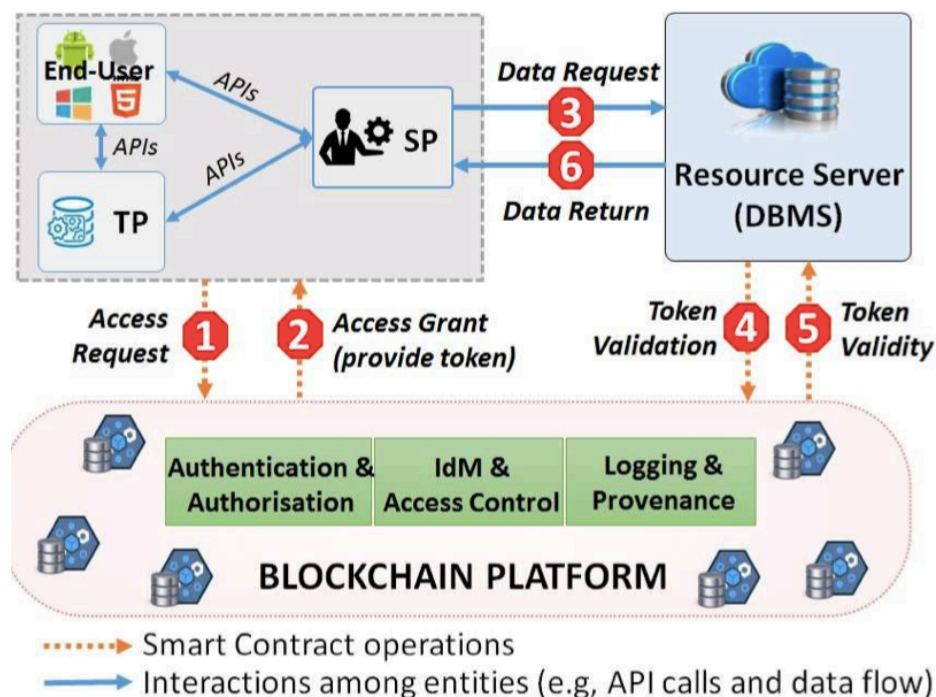 End-User
APIs
APIs
APIs
SP
TP
Data Request
3
6
Data Return
Resource Server
(DBMS)
Access
Request
1
2
Access Grant
(provide token)
Token
Validation
4
5
Token
Validity
Authentication &
Authorisation
IdM &
Access Control
Logging &
Provenance
BLOCKCHAIN PLATFORM
Smart Contract operations
Interactions among entities (e.g, API calls and data flow)